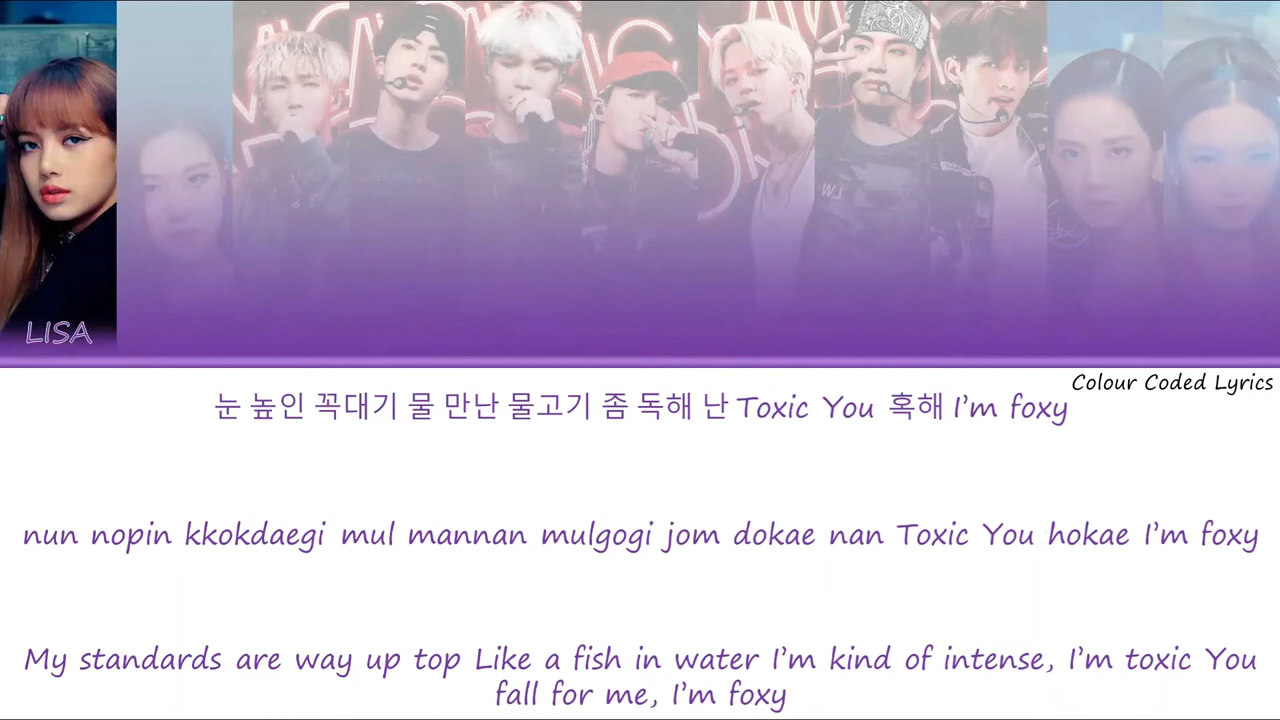 LISA
Colour Coded Lyrics
눈 높인 꼭대기 물 만난 물고기 좀 독해 난 Toxic You 혹해 I'm foxy
nun nopin kkokdaegi mul mannan mulgogi jom dokae nan Toxic You hokae I'm foxy
My standards are way up top Like a fish in water I'm kind of intense, I'm toxic You
fall for me, I'm foxy